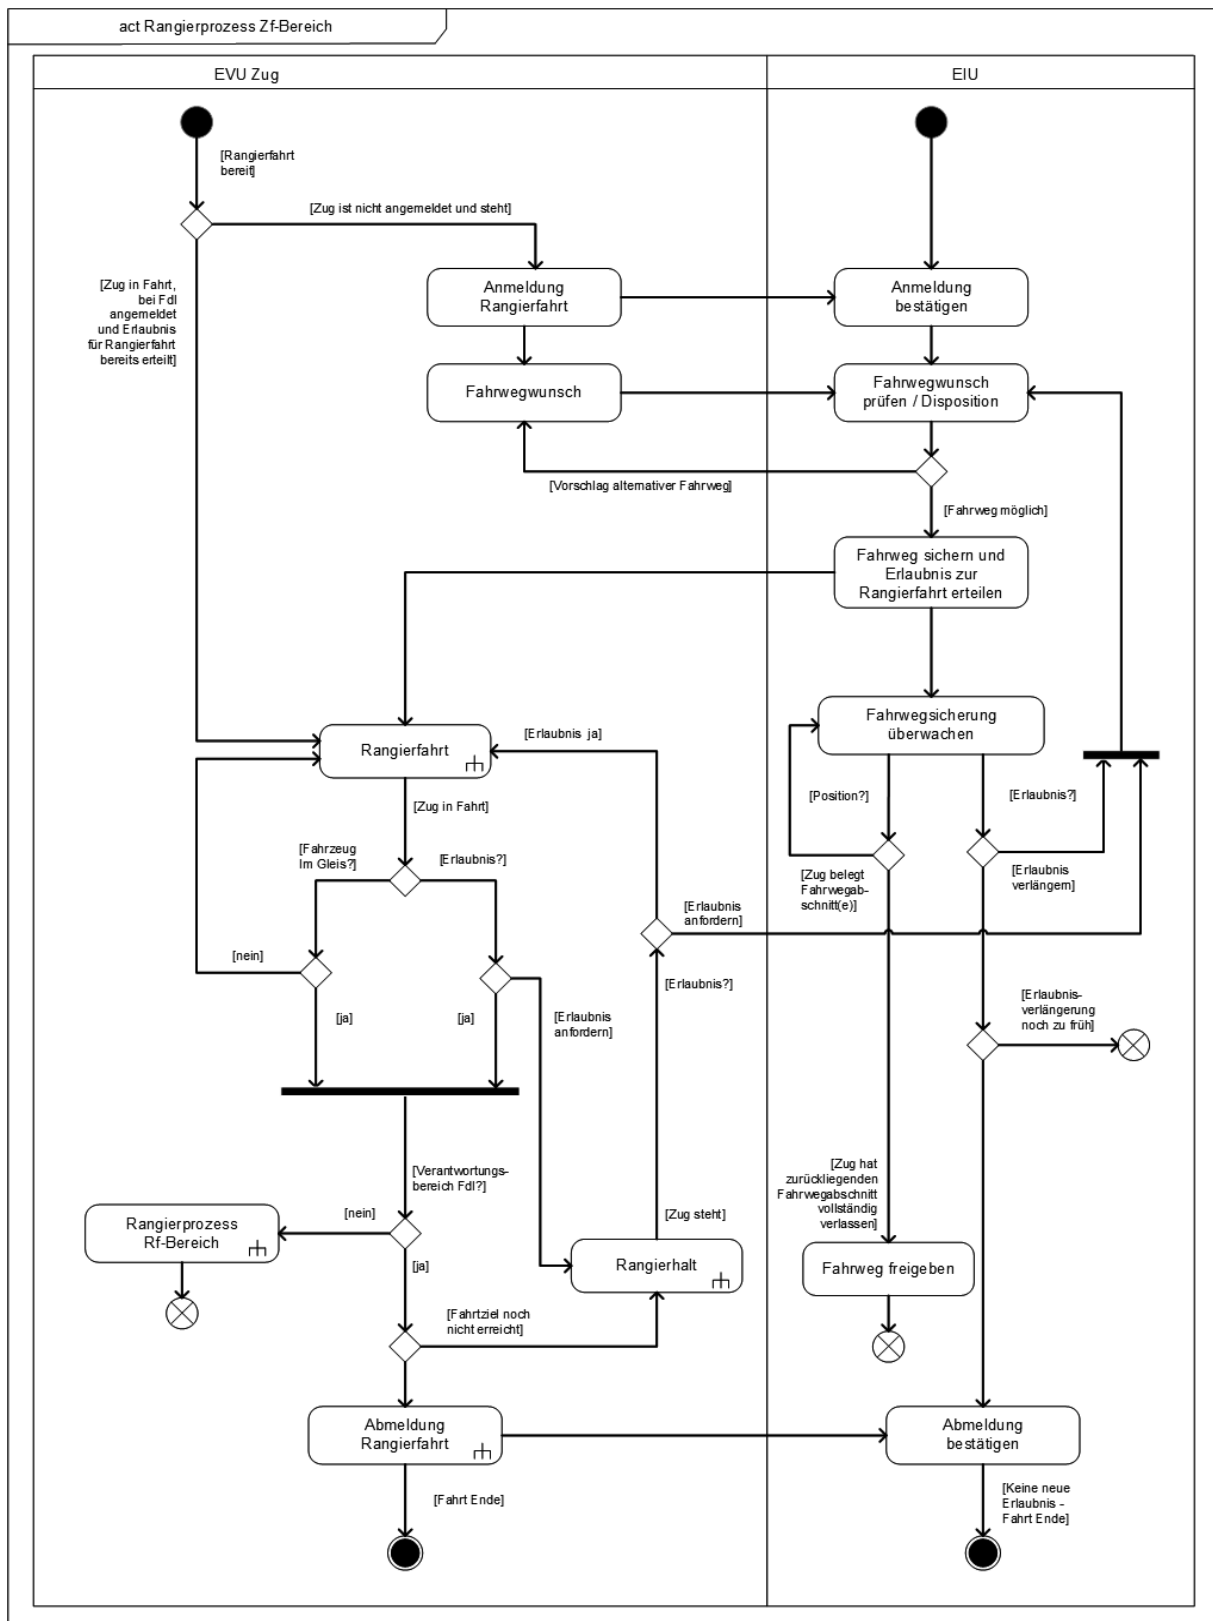 act Rangierprozess Zf-Bereich
EVU Zug
EIU
[Rangierfahrt
bereit]
[Zug ist nicht angemeldet und steht]
[Zug in Fahrt,
bei Fdl
angemeldet
und Erlaubnis
für Rangierfahrt
bereits erteilt]
Anmeldung
Rangierfahrt
Anmeldung
bestätigen
Fahrwegwunsch
Fahrwegwunsch
prüfen / Disposition
[Vorschlag alternativer Fahrweg]
[Fahrweg möglich]
Fahrweg sichern und
Erlaubnis zur
Rangierfahrt erteilen
Fahrwegsicherung
überwachen
Rangierfahrt
[Erlaubnis ja]
[Zug in Fahrt]
[Position?]
[Erlaubnis?]
[Fahrzeug
Im Gleis?]
[Erlaubnis?]
[Zug belegt
Fahrwegab-
schnitt(e)]
[Erlaubnis
verlängern]
[Erlaubnis
anfordern]
[nein]
[Erlaubnis?]
[ja]
[ja]
[Erlaubnis
anfordern]
[Erlaubnis-
verlängerung
noch zu früh]
[Verantwortungs-
bereich Fdl?]
[Zug hat
zurückliegenden
Fahrwegabschnitt
vollständig
verlassen]
[nein]
[Zug steht]
Rangierprozess
Rf-Bereich
[ja]
Rangierhalt
Fahrweg freigeben
[Fahrtziel noch
nicht erreicht]
Abmeldung
Rangierfahrt
Abmeldung
bestätigen
[Fahrt Ende]
[Keine neue
Erlaubnis -
Fahrt Ende]